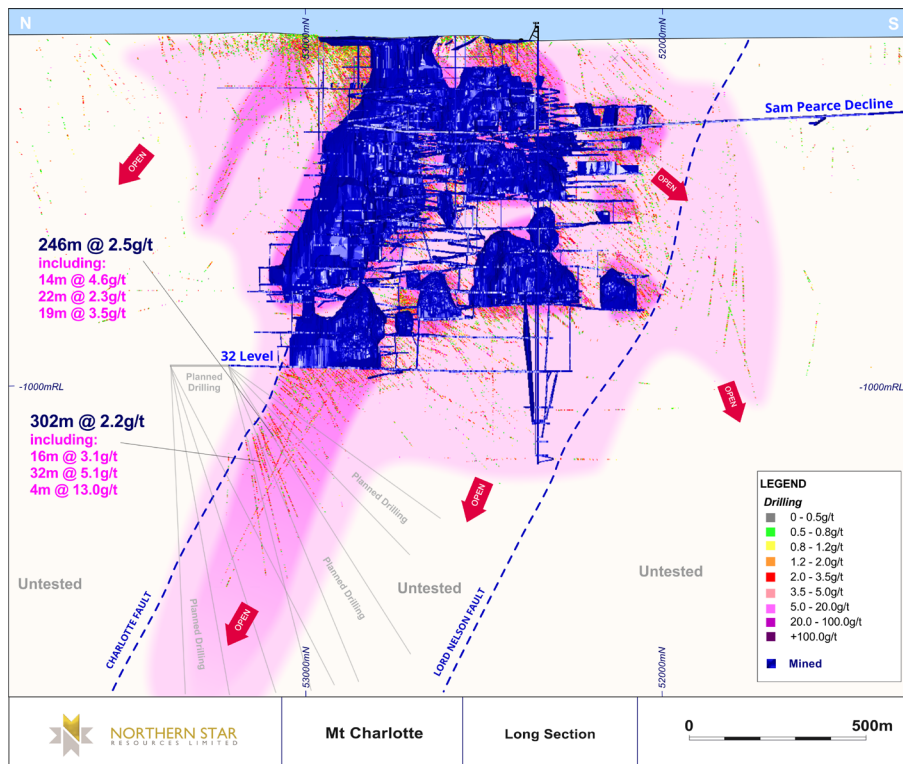 N
S
53000mN
52000mN
Sam Pearce Decline
OPEN
OPEN
246m @ 2.5g/t
including:
14m @ 4.6g/t
22m @ 2.3g/t
19m @ 3.5g/t
32 Level
-1000mRL
-1000mRL
Planned
Drilling
OPEN
302m @ 2.2g/t
including:
16m @ 3.1g/t
32m @ 5.1g/t
4m @ 13.0g/t
Planned Drilling
OPEN
LEGEND
Drilling
0 - 0.5g/t
0.5 - 0.8g/t
0.8 - 1.2g/t
1.2 - 2.0g/t
2.0 - 3.5g/t
3.5 - 5.0g/t
5.0 - 20.0g/t
20.0 - 100.0g/t
+100.0g/t
Mined
Untested
Untested
Untested
Planned Drilling
Planned Drilling
OPEN
CHARLOTTE FAULT
LORD NELSON FAULT
53000mN
52000mN
NORTHERN STAR
RESOURCES LIMITED
Mt Charlotte
Long Section
0
500m